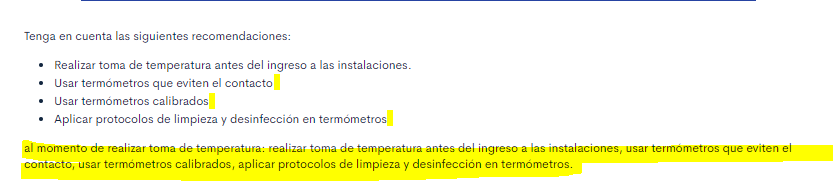 Tenga en cuenta las siguientes recomendaciones:
• Realizar toma de temperatura antes del ingreso a las instalaciones.
• Usar termómetros que eviten el contacto
• Usar termómetros calibrados
• Aplicar protocolos de limpieza y desinfección en termómetros
al momento de realizar toma de temperatura: realizar toma de temperatura antes del ingreso a las instalaciones, usar termómetros que eviten el
contacto, usar termómetros calibrados, aplicar protocolos de limpieza y desinfección en termómetros.